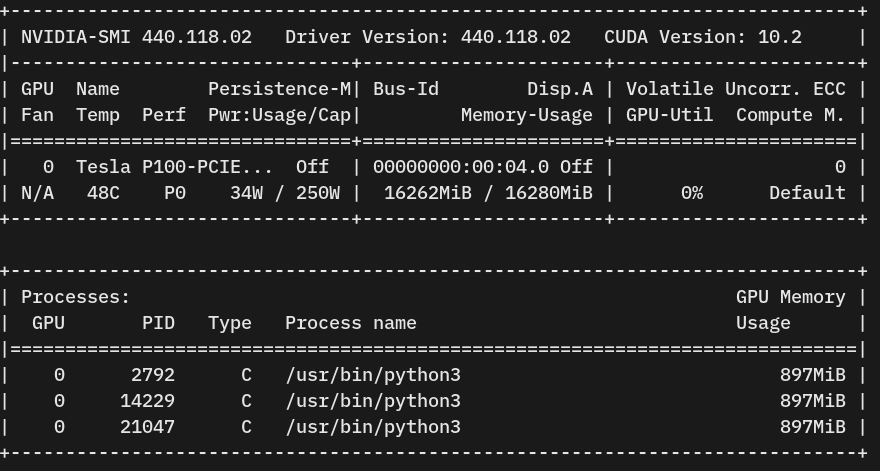 +-----------------------------------------------------------------------------+
| NVIDIA-SMI 440.118.02   Driver Version: 440.118.02   CUDA Version: 10.2     |
|-------------------------------+----------------------+----------------------+
| GPU  Name        Persistence-M| Bus-Id        Disp.A | Volatile Uncorr. ECC |
| Fan  Temp  Perf  Pwr:Usage/Cap|         Memory-Usage | GPU-Util  Compute M. |
|===============================+======================+======================|
|   0  Tesla P100-PCIE...  Off  | 00000000:00:04.0 Off |                    0 |
| N/A   48C    P0    34W / 250W |  16262MiB / 16280MiB |      0%      Default |
+-------------------------------+----------------------+----------------------+
+-----------------------------------------------------------------------------+
| Processes:                                                       GPU Memory |
|  GPU       PID   Type   Process name                             Usage      |
|=============================================================================|
|    0      2792      C   /usr/bin/python3                             897MiB |
|    0     14229      C   /usr/bin/python3                             897MiB |
|    0     21047      C   /usr/bin/python3                             897MiB |
+-----------------------------------------------------------------------------+